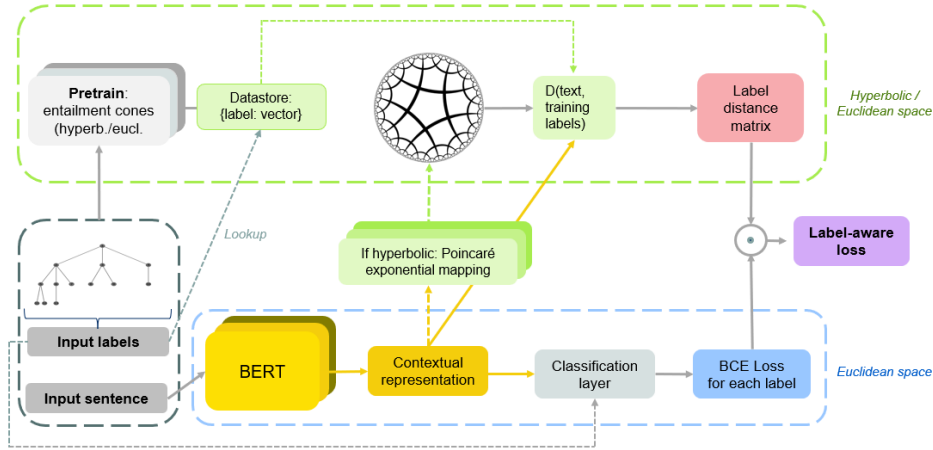 Pretrain:
entailment cones
(hyperb./eucl.
Datastore:
{label: vector}
D(text,
training
labels)
Label
distance
matrix
Hyperbolic /
Euclidean space
Lookup
If hyperbolic: Poincaré
exponential mapping
Label-aware
loss
Input labels
Input sentence
BERT
Contextual
representation
Classification
layer
BCE Loss
for each label
Euclidean space